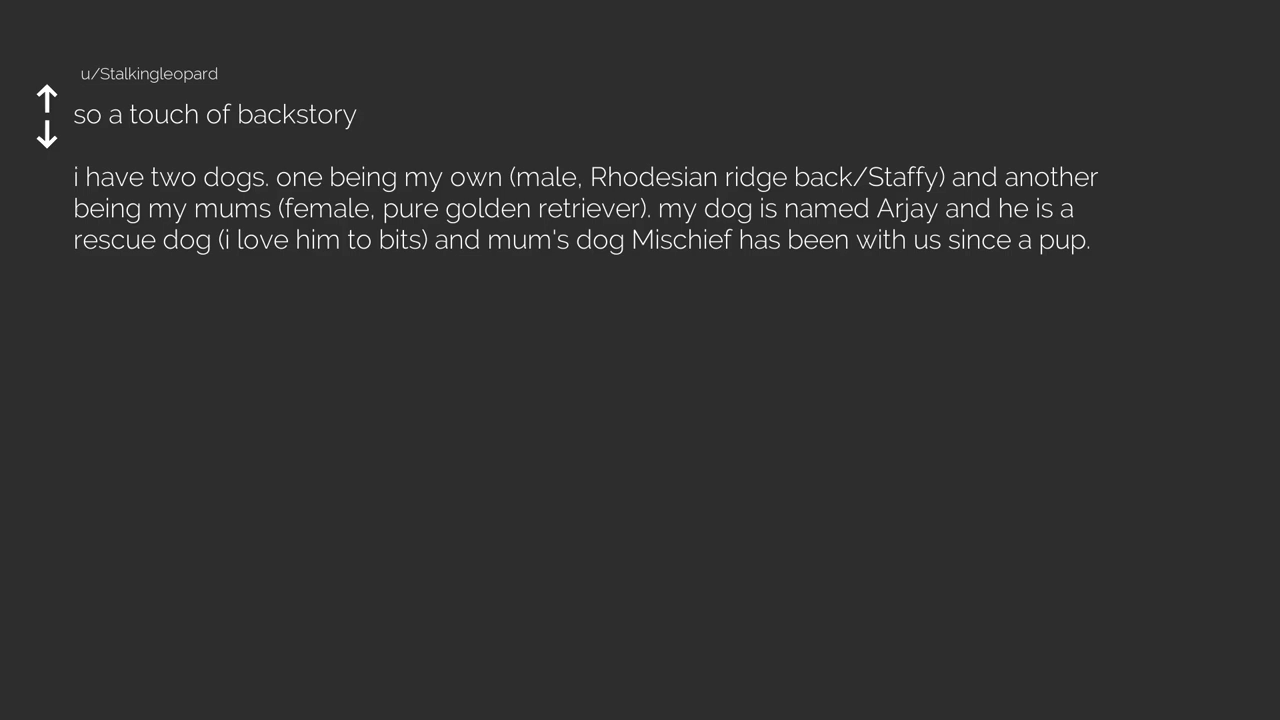 u/Stalkingleopard
so a touch of backstory
i have two dogs. one being my own (male, Rhodesian ridge back/Staffy) and another
being my mums (female, pure golden retriever). my dog is named Arjay and he is a
rescue dog (i love him to bits) and mum's dog Mischief has been with us since a pup.